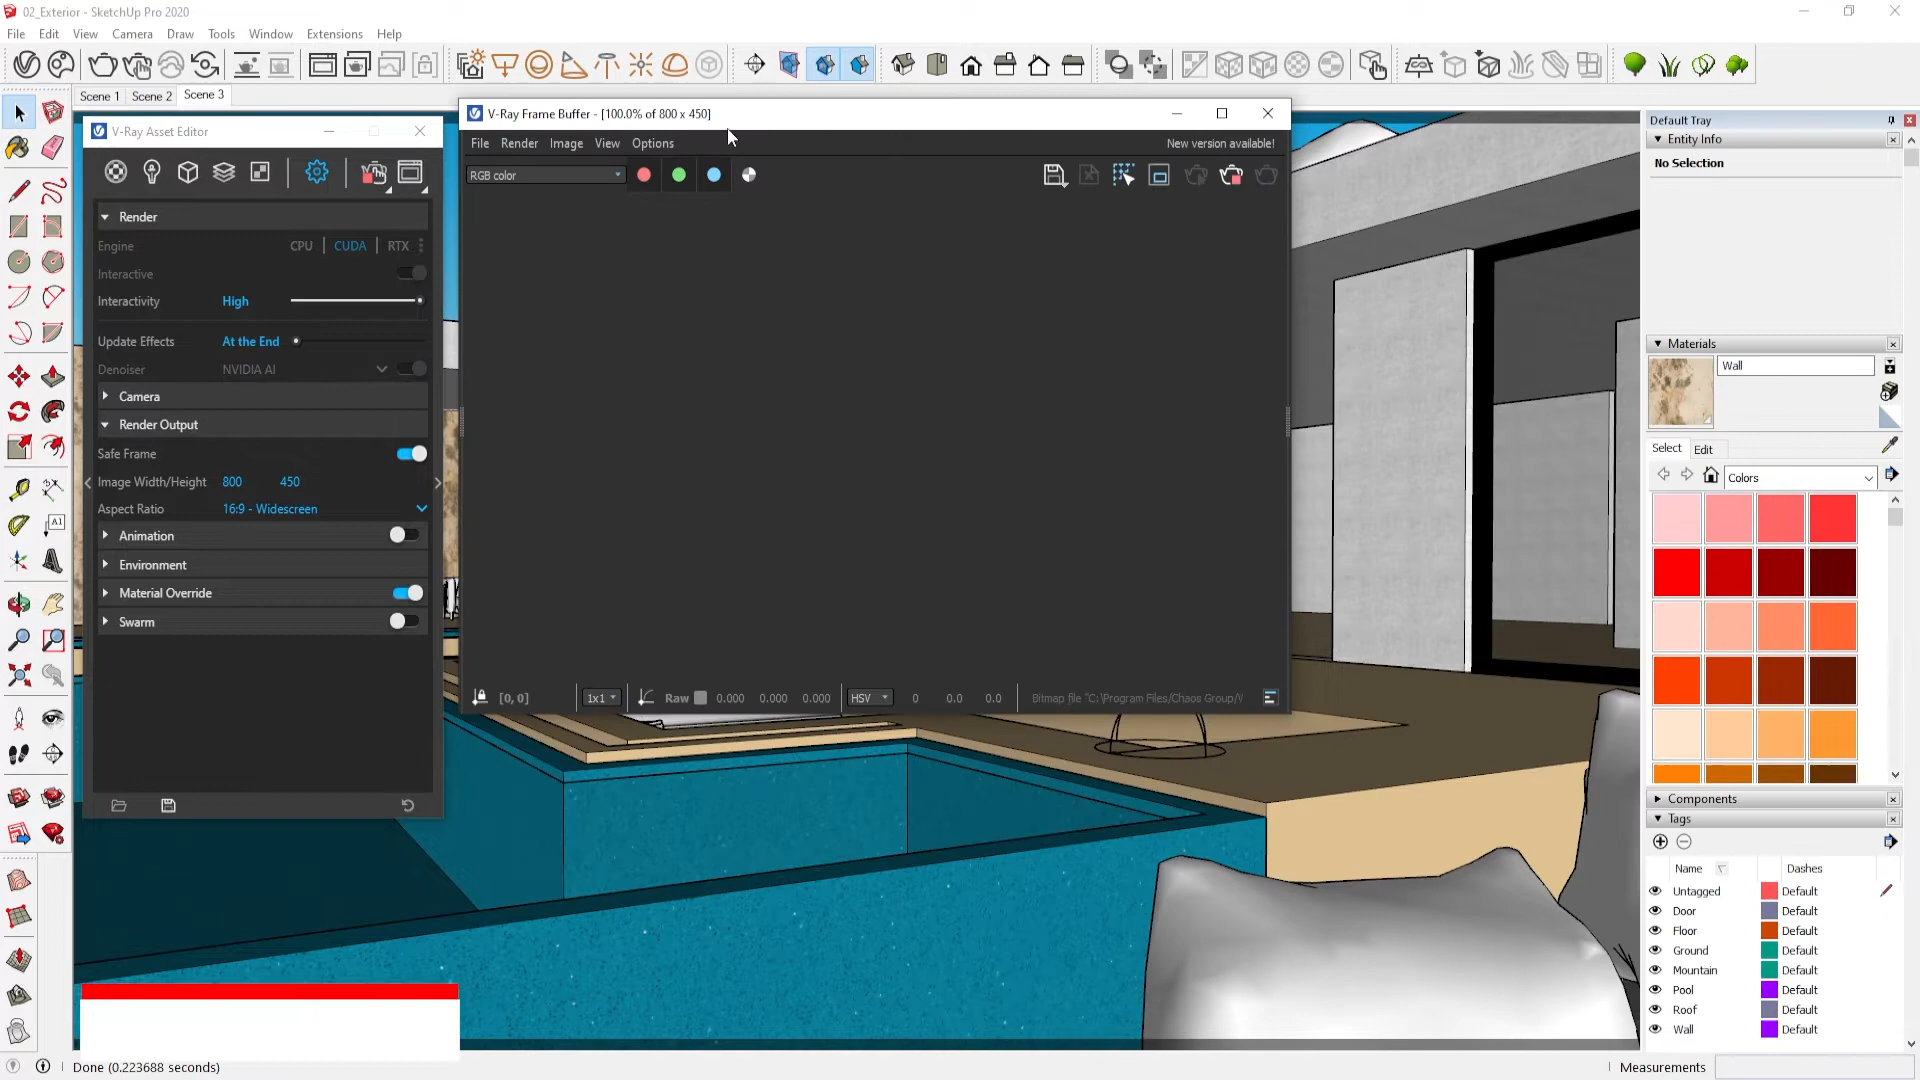 02_Exterior - SketchUp Pro 2020
File Edit View Camera Draw Tools Window Extensions Help
Scene 1 Scene 2 Scene 3
V-Ray Asset Editor
Render
Engine CPU CUDA RTX
Interactive
Interactivity High
Update Effects At the End
Denoiser NVIDIA AI
Camera
Render Output
Safe Frame
Image Width/Height 800 450
Aspect Ratio 16:9 - Widescreen
Animation
Environment
Material Override
Swarm
V-Ray Frame Buffer - [100.0% of 800 x 450]
File Render Image View Options New version available!
RGB color
[0, 0] 1x1 Raw 0.000 0.000 0.000 HSV 0 0.0 0.0 Bitmap file "C:\Program Files/Chaos Group/V
Default Tray
Entity Info
No Selection
Materials
Wall
Select Edit
Colors
Components
Tags
Name Dashes
Untagged Default
Door Default
Floor Default
Ground Default
Mountain Default
Pool Default
Roof Default
Wall Default
Done (0.223688 seconds)
Measurements